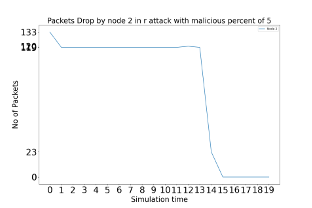 Packets Drop by node 2 in r attack with malicious percent of 5
133
23
0
0 1 2 3 4 5 6 7 8 9 10 11 12 13 14 15 16 17 18 19
No of Packets
Simulation time